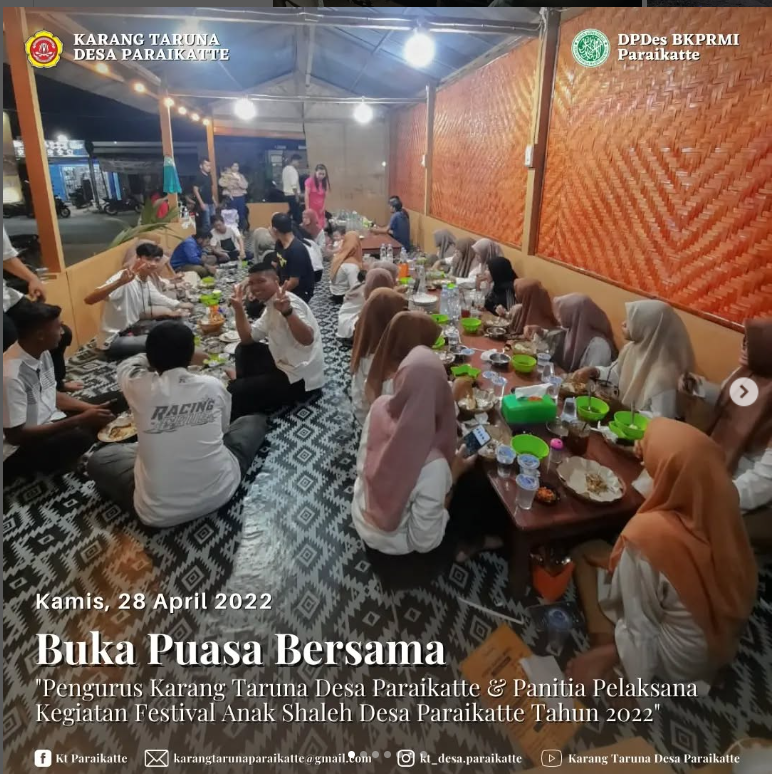 KARANG TARUNA
DESA PARAIKATTE
DPDes BKPRMI
Paraikatte
RACING
Kamis, 28 April 2022
Buka Puasa Bersama
"Pengurus Karang Taruna Desa Paraikatte & Panitia Pelaksana
Kegiatan Festival Anak Shaleh Desa Paraikatte Tahun 2022"
Kt Paraikatte
karangtarunaparaikatte@gmail.com
kt_desa.paraikatte
Karang Taruna Desa Paraikatte